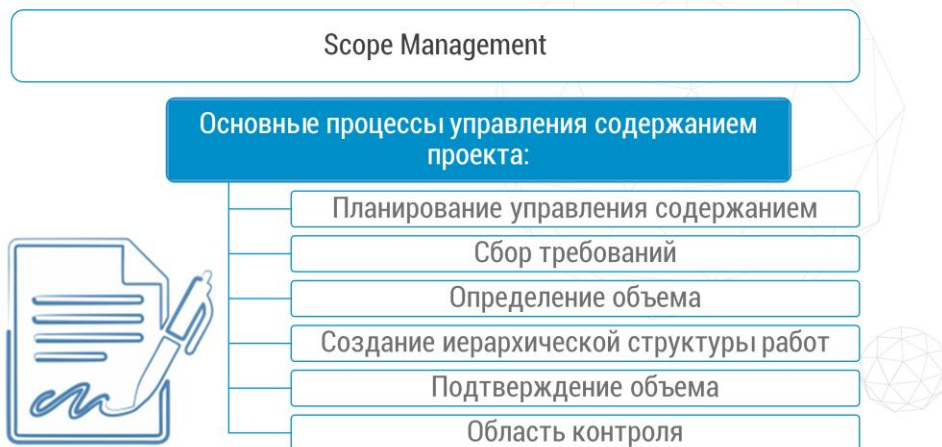 Scope Management
Основные процессы управления содержанием
проекта:
Планирование управления содержанием
Сбор требований
Определение объема
Создание иерархической структуры работ
Подтверждение объема
Область контроля